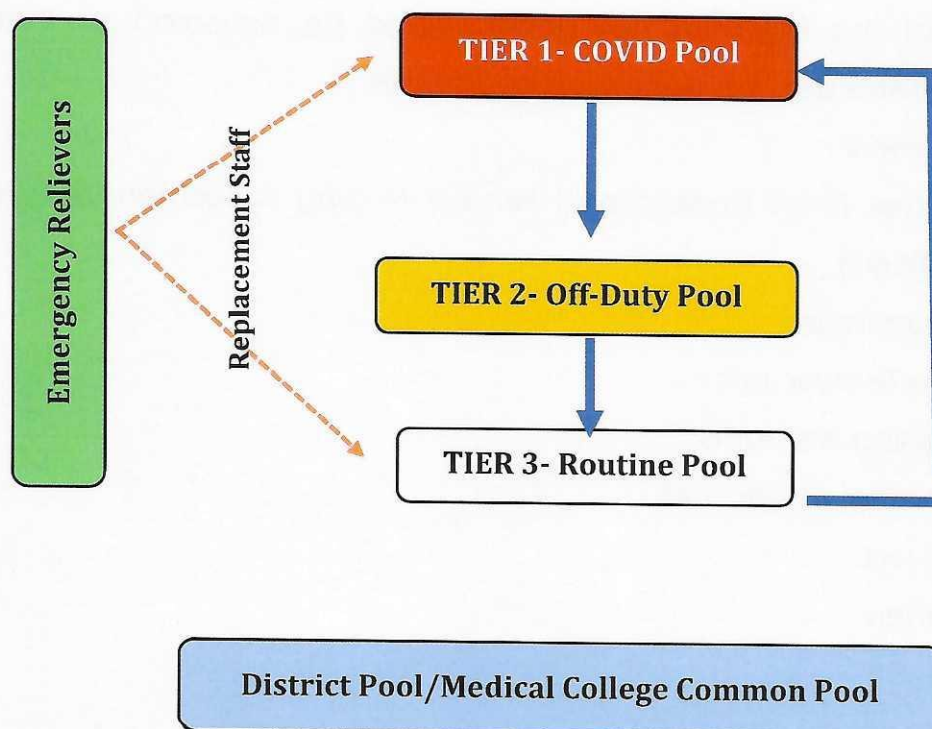 TIER 1- COVID Pool
Emergency Relievers
Replacement Staff
TIER 2- Off-Duty Pool
TIER 3- Routine Pool
District Pool/Medical College Common Pool